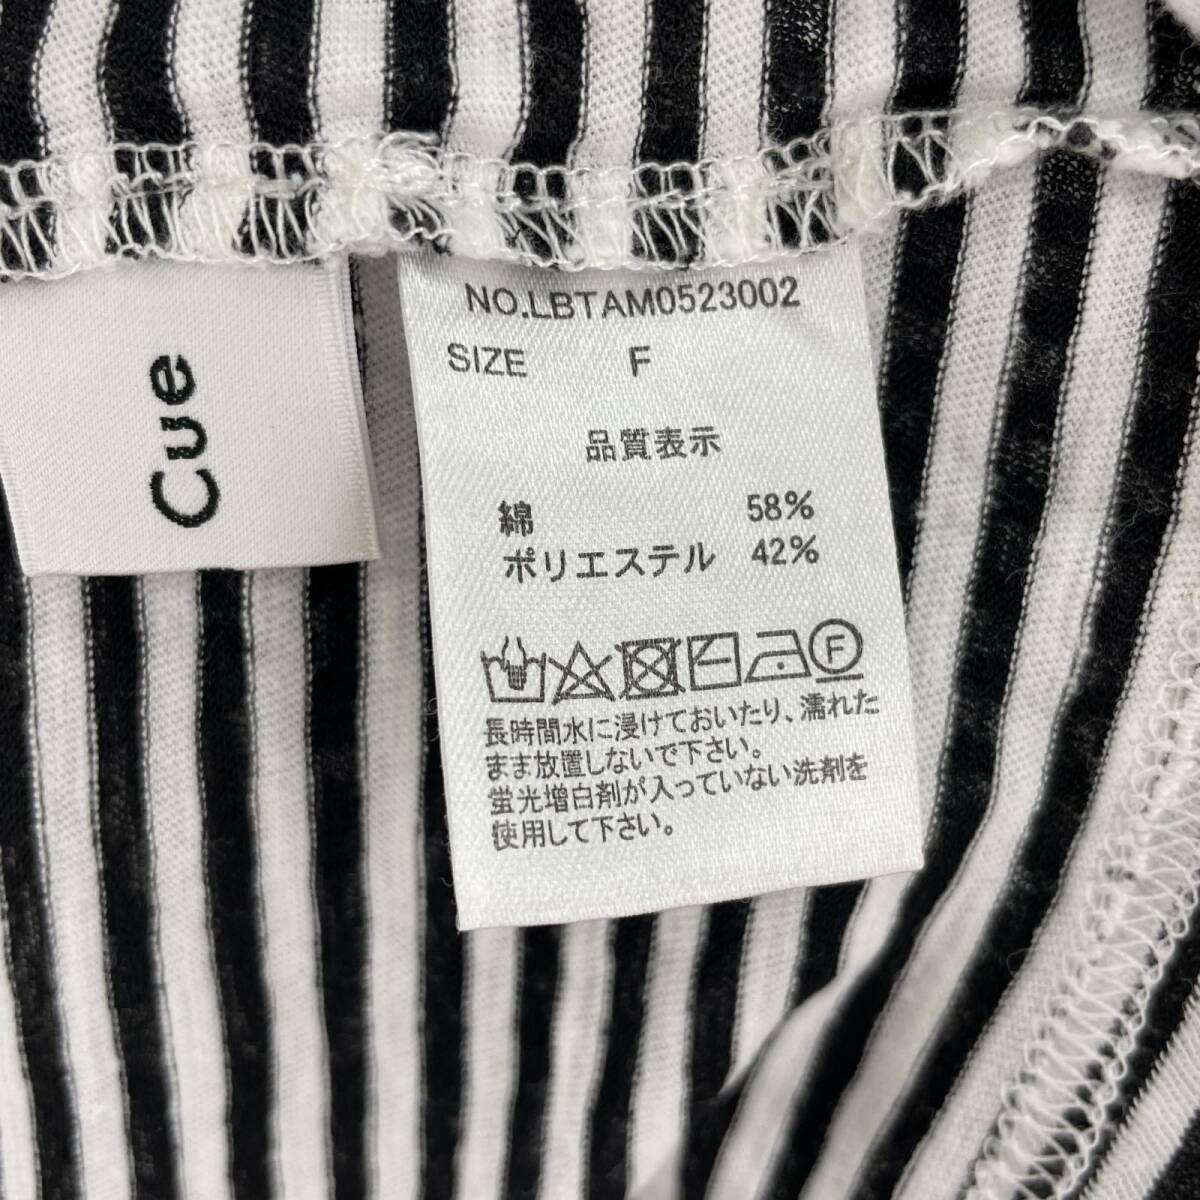 Cue
NO.LBTAM0523002
SIZE F
品質表示
綿 58%
ポリエステル 42%
F
長時間水に浸けておいたり、濡れた
まま放置しないで下さい。
蛍光増白剤が入っていない洗剤を
使用して下さい。